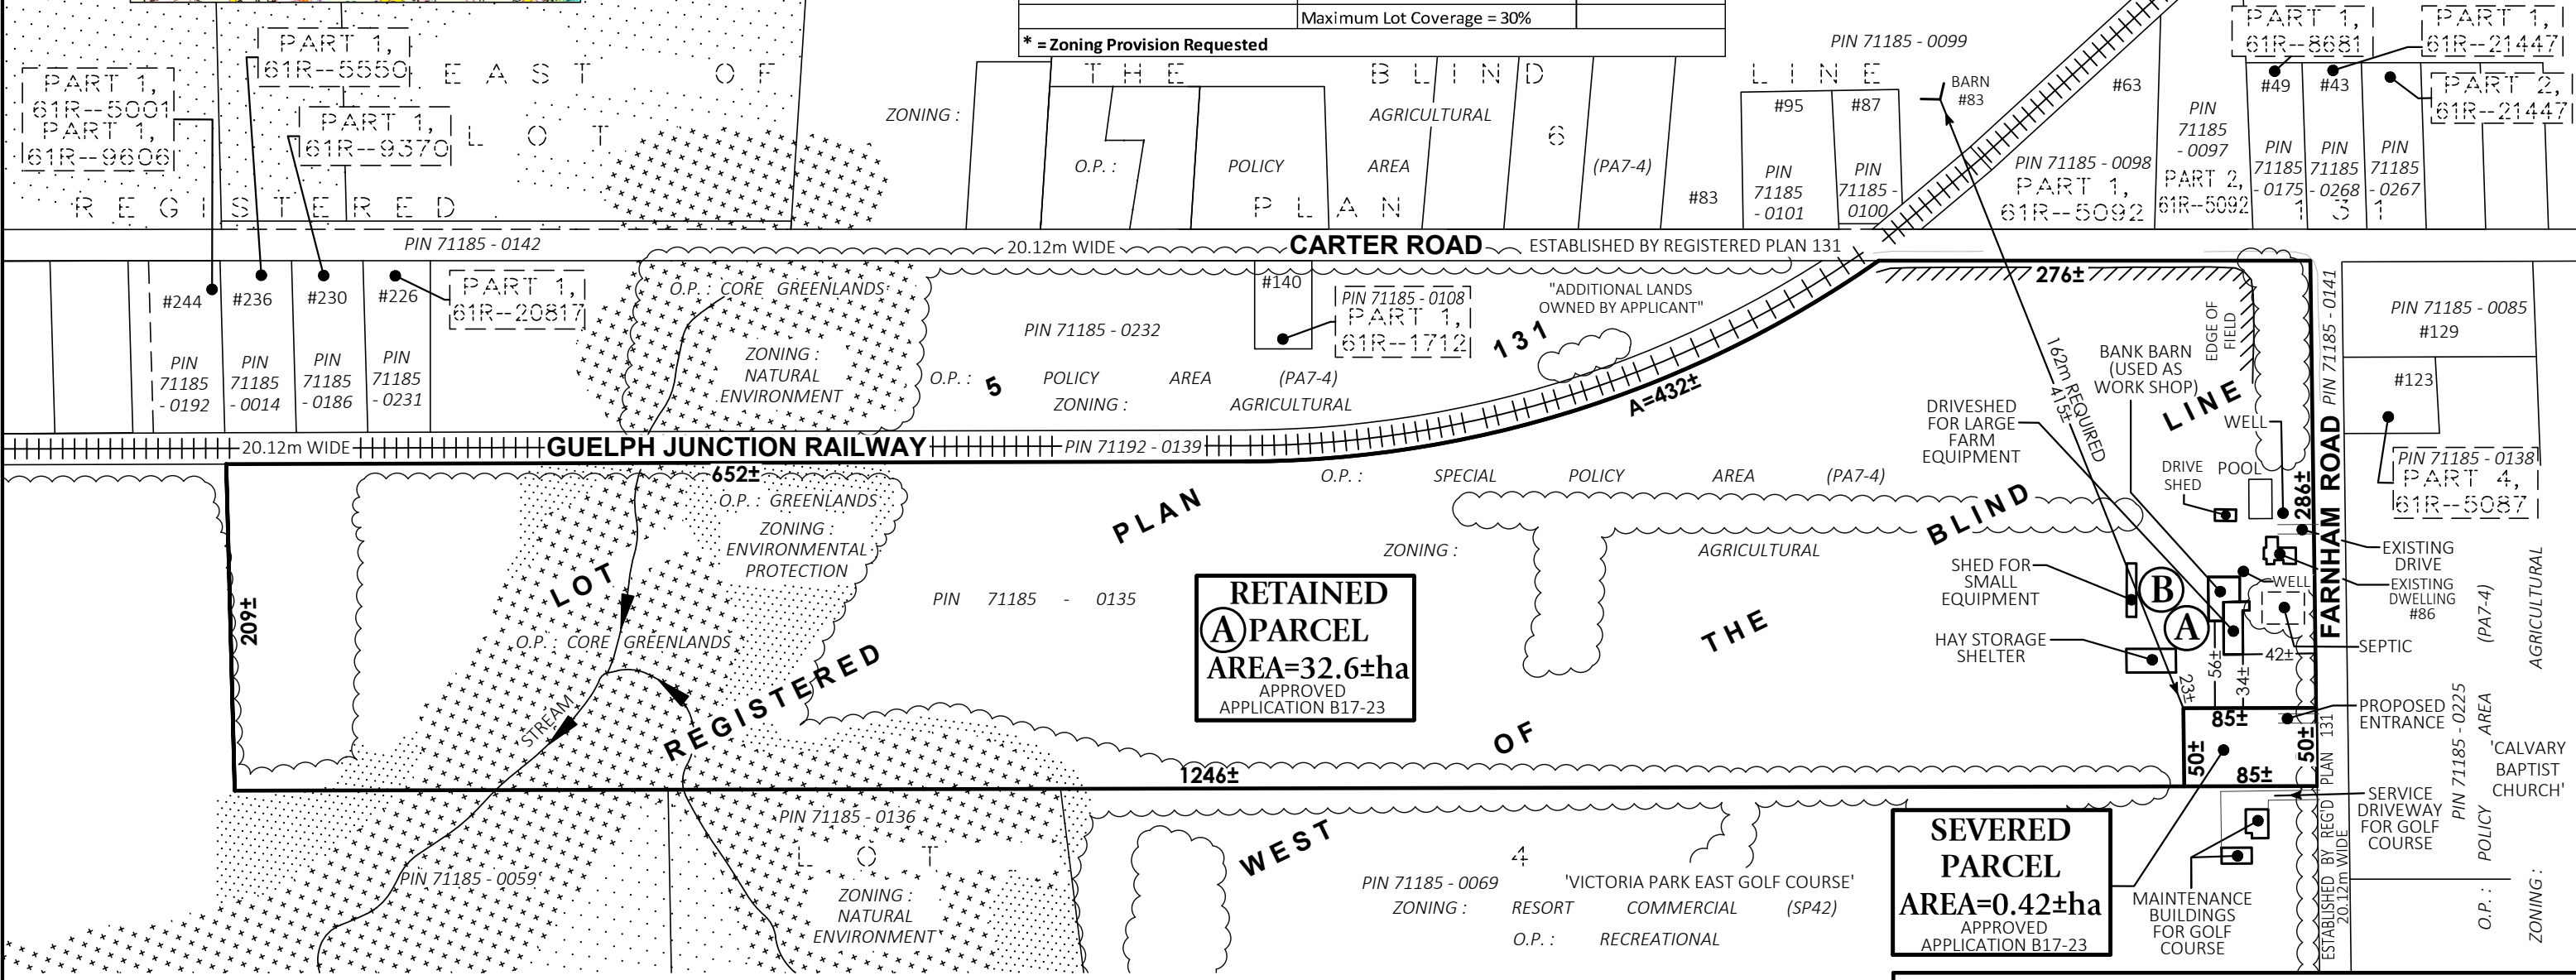 Maximum Lot Coverage = 30%
* = Zoning Provision Requested
PART 1,
61R--5550
PART 1,
61R--5001
PART 1,
61R--9606
PART 1,
61R--9370
EAST OF
LOT
REGISTERED
THE BLIND LINE
ZONING : AGRICULTURAL
6
O.P. : POLICY AREA (PA7-4)
PLAN
#83
#95
PIN
71185
- 0101
#87
PIN
71185 -
0100
PIN 71185 - 0099
BARN
#83
#63
PIN 71185 - 0098
PART 1,
61R--5092
PIN
71185
- 0097
PART 2,
61R--5092
PART 1,
61R--8681
PART 1,
61R--21447
PART 2,
61R--21447
#49
#43
PIN
71185
- 0175
PIN
71185
- 0268
PIN
71185
- 0267
131
PIN 71185 - 0142
20.12m WIDE
CARTER ROAD
ESTABLISHED BY REGISTERED PLAN 131
#244
#236
#230
#226
PART 1,
61R--20817
PIN
71185
- 0192
PIN
71185
- 0014
PIN
71185
- 0186
PIN
71185
- 0231
O.P. : CORE GREENLANDS
ZONING :
NATURAL
ENVIRONMENT
PIN 71185 - 0232
#140
PIN 71185 - 0108
PART 1,
61R--1712
"ADDITIONAL LANDS
OWNED BY APPLICANT"
131
5
O.P. : POLICY AREA (PA7-4)
ZONING : AGRICULTURAL
A=432±
276±
EDGE OF
FIELD
162m REQUIRED
415±
BANK BARN
(USED AS
WORK SHOP)
LINE
WELL
DRIVESHED
FOR LARGE
FARM
EQUIPMENT
DRIVE
SHED
POOL
286±
FARNHAM ROAD
PIN 71185 - 0141
PIN 71185 - 0085
#129
#123
PIN 71185 - 0138
PART 4,
61R--5087
20.12m WIDE
GUELPH JUNCTION RAILWAY
PIN 71192 - 0139
652±
O.P. : GREENLANDS
ZONING :
ENVIRONMENTAL
PROTECTION
O.P. : SPECIAL POLICY AREA (PA7-4)
PLAN
BLIND
ZONING : AGRICULTURAL
209±
LOT
PIN 71185 - 0135
O.P. : CORE GREENLANDS
STREAM
REGISTERED
RETAINED
A PARCEL
AREA=32.6±ha
APPROVED
APPLICATION B17-23
THE
OF
SHED FOR
SMALL
EQUIPMENT
HAY STORAGE
SHELTER
B
A
WELL
EXISTING
DRIVE
EXISTING
DWELLING
#86
SEPTIC
42±
56±
34±
23±
PROPOSED
ENTRANCE
85±
50±
50±
85±
1246±
(PA7-4)
AGRICULTURAL
PIN 71185 - 0225
AREA
'CALVARY
BAPTIST
CHURCH'
POLICY
O.P. :
ZONING :
SERVICE
DRIVEWAY
FOR GOLF
COURSE
ESTABLISHED BY REG'D PLAN 131
20.12m WIDE
PIN 71185 - 0136
LOT
PIN 71185 - 0059
ZONING :
NATURAL
ENVIRONMENT
WEST
4
PIN 71185 - 0069
'VICTORIA PARK EAST GOLF COURSE'
ZONING : RESORT COMMERCIAL (SP42)
O.P. : RECREATIONAL
SEVERED
PARCEL
AREA=0.42±ha
APPROVED
APPLICATION B17-23
MAINTENANCE
BUILDINGS
FOR GOLF
COURSE